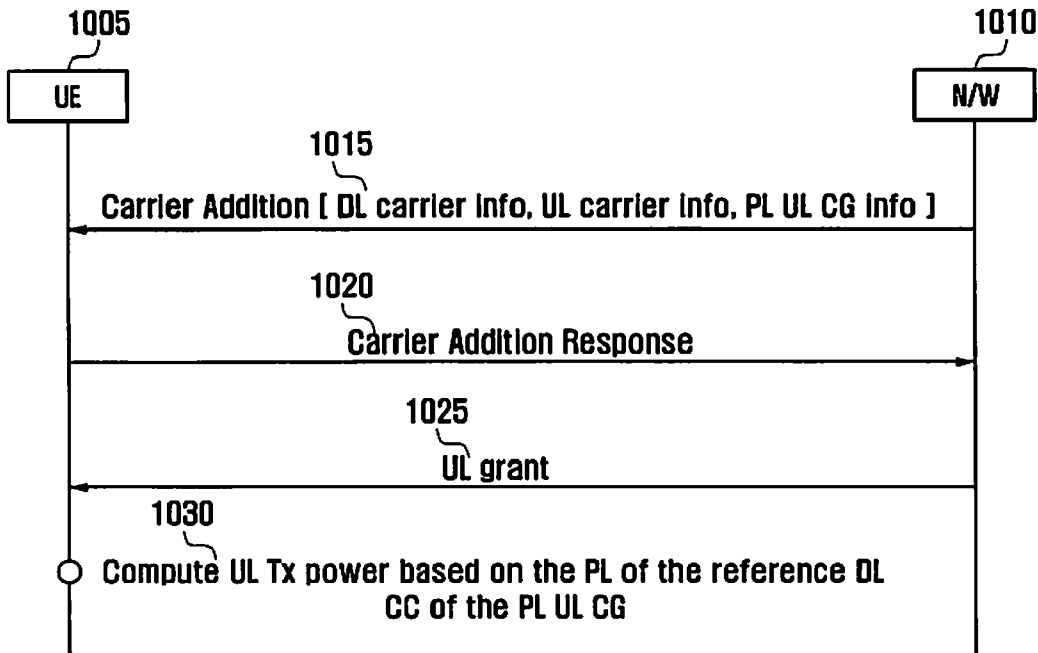 1005
1010
UE
N/W
1015
Carrier Addition [ DL carrier info, UL carrier info, PL UL CG info ]
1020
Carrier Addition Response
1025
UL grant
1030
Compute UL Tx power based on the PL of the reference DL
CC of the PL UL CG